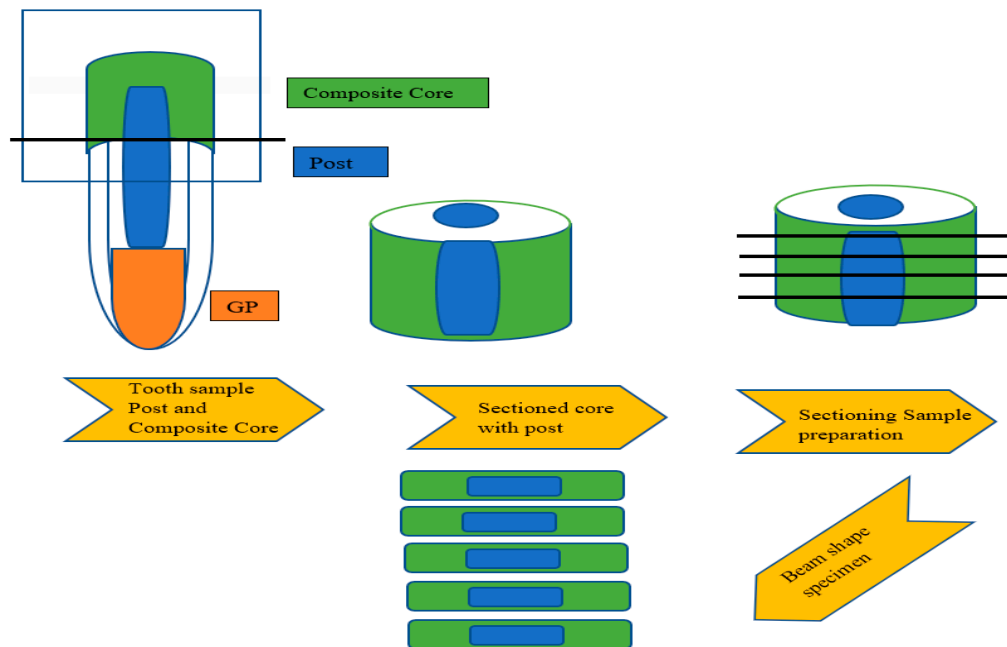 Composite Core
Post
GP
Tooth sample
Post and
Composite Core
Sectioned core
with post
Sectioning Sample
preparation
Beam shape
specimen